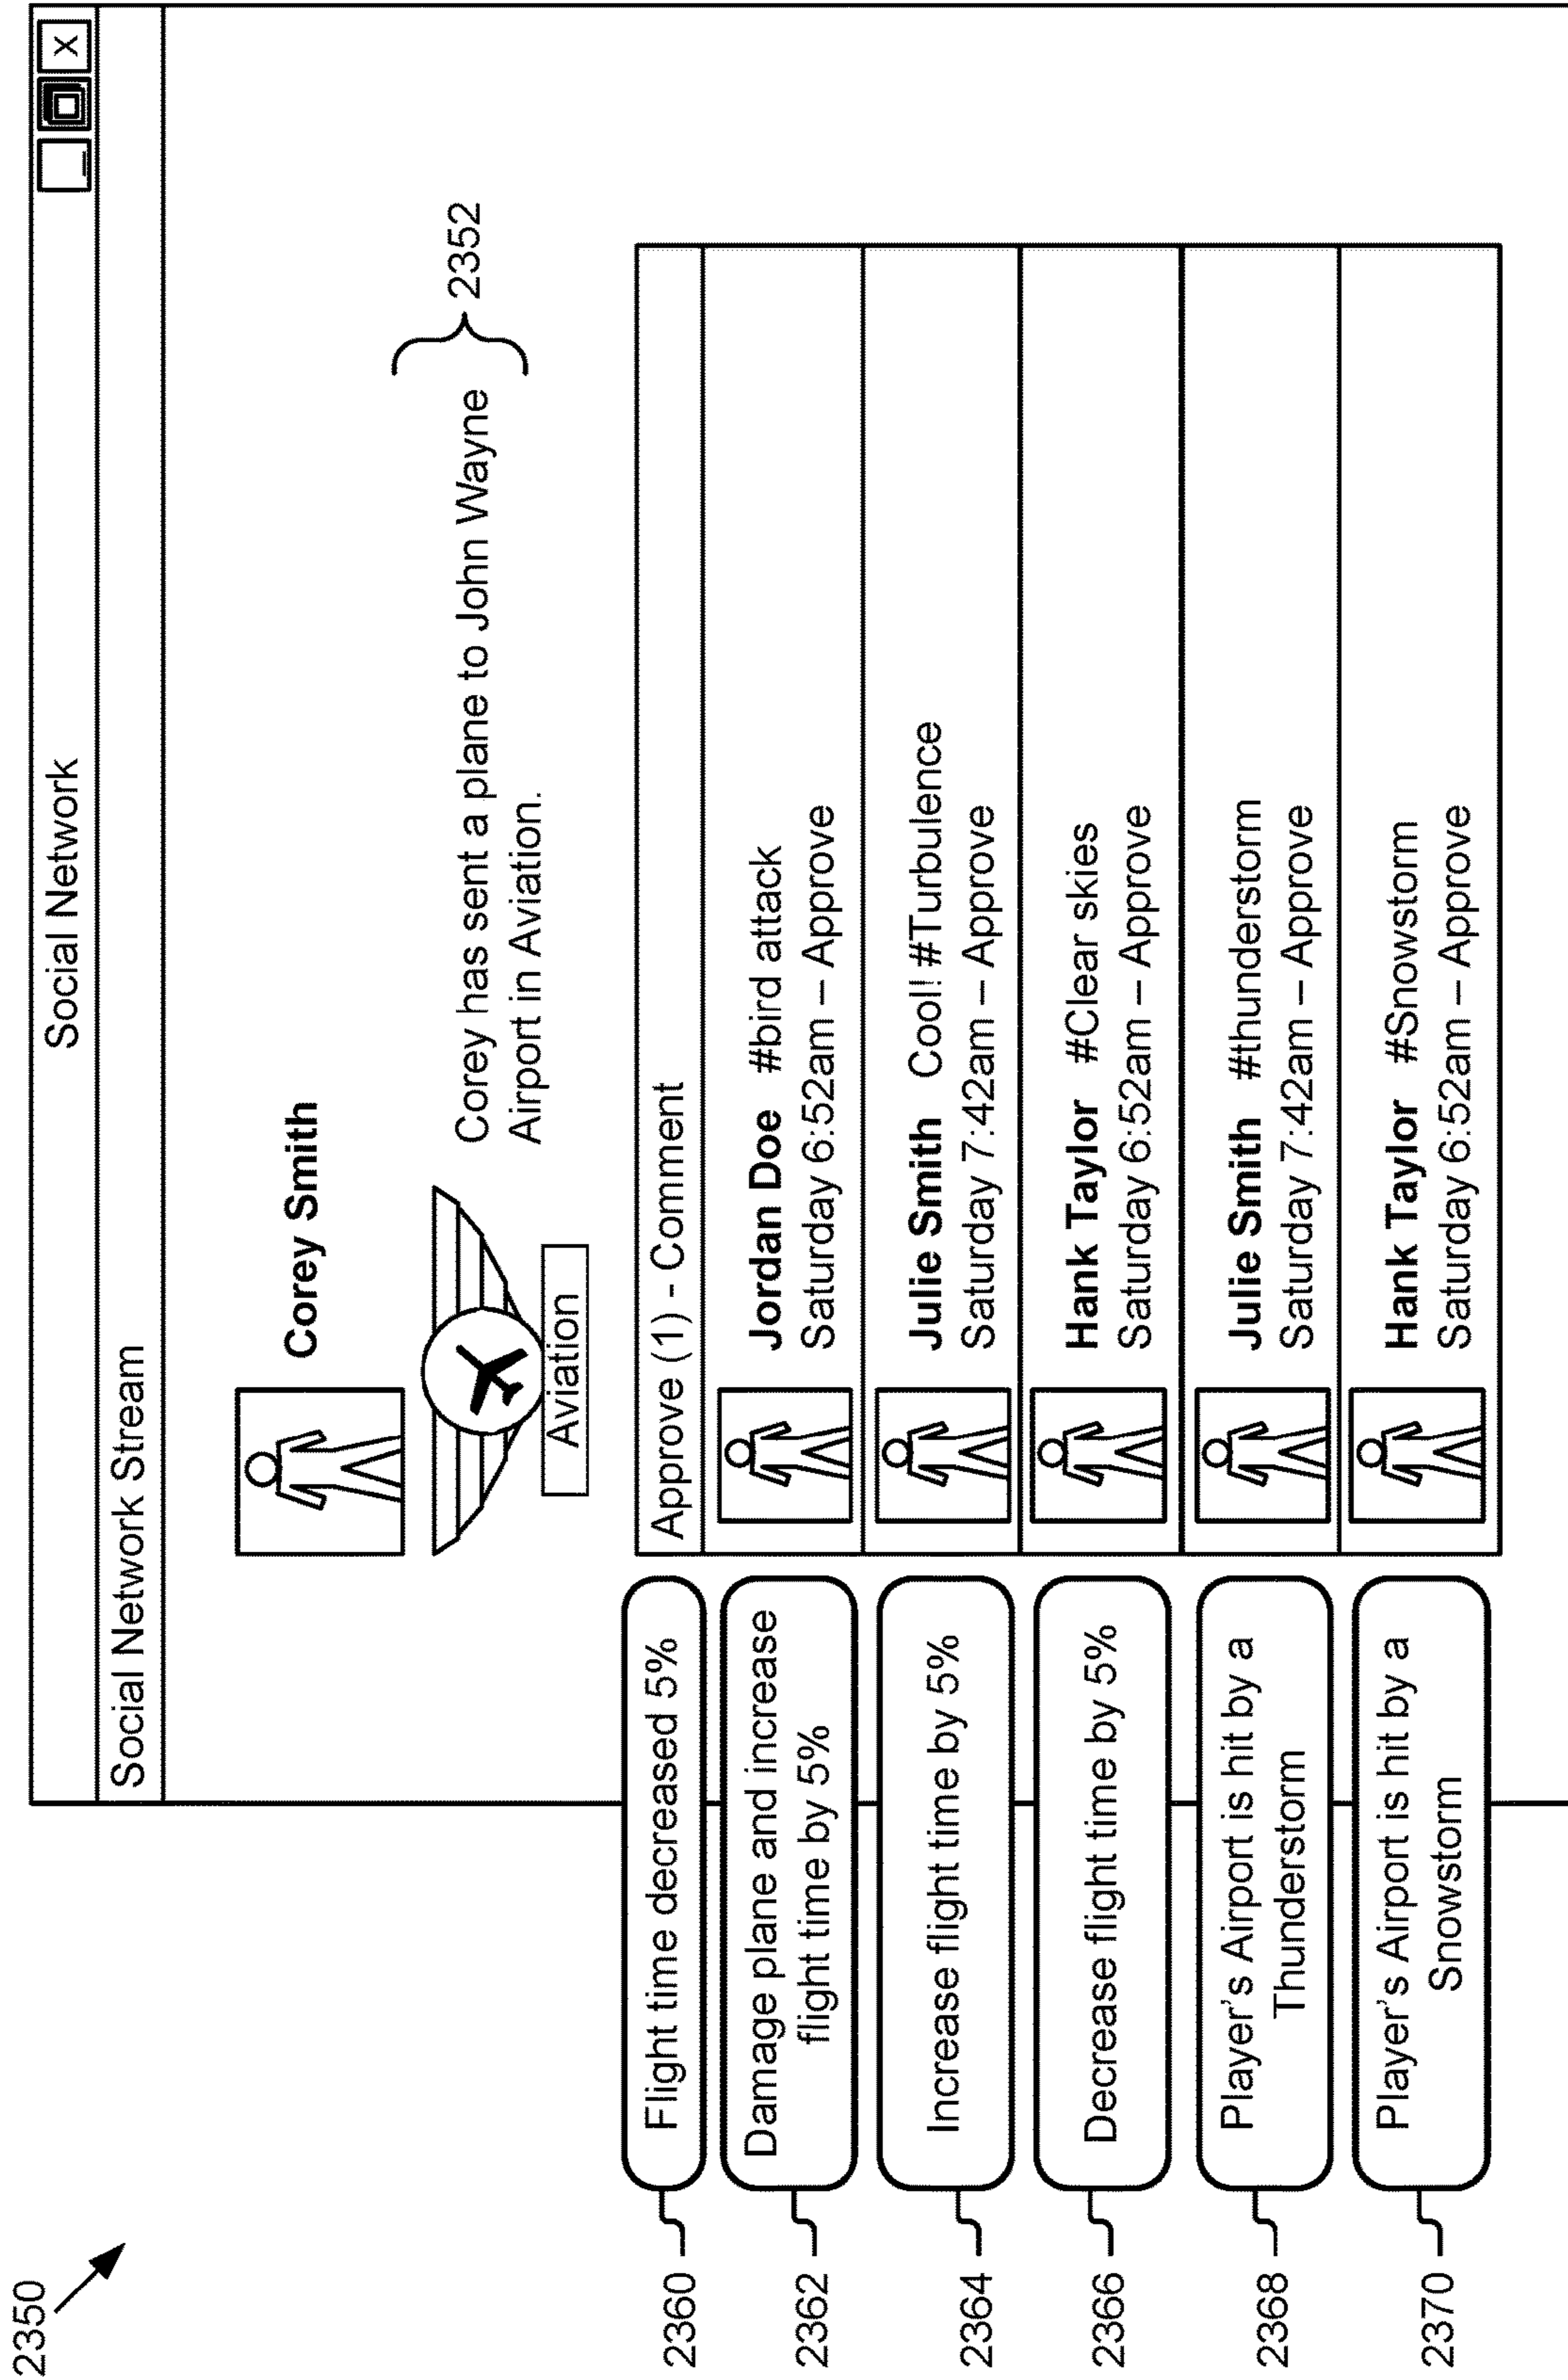 2350
Social Network
_ X
Social Network Stream
Corey Smith
Aviation
Corey has sent a plane to John Wayne
Airport in Aviation.
2352
2360
Flight time decreased 5%
Approve (1) - Comment
2362
Damage plane and increase
flight time by 5%
Jordan Doe #bird attack
Saturday 6:52am – Approve
2364
Increase flight time by 5%
Julie Smith Cool! #Turbulence
Saturday 7:42am – Approve
2366
Decrease flight time by 5%
Hank Taylor #Clear skies
Saturday 6:52am – Approve
2368
Player's Airport is hit by a
Thunderstorm
Julie Smith #thunderstorm
Saturday 7:42am – Approve
2370
Player's Airport is hit by a
Snowstorm
Hank Taylor #Snowstorm
Saturday 6:52am – Approve